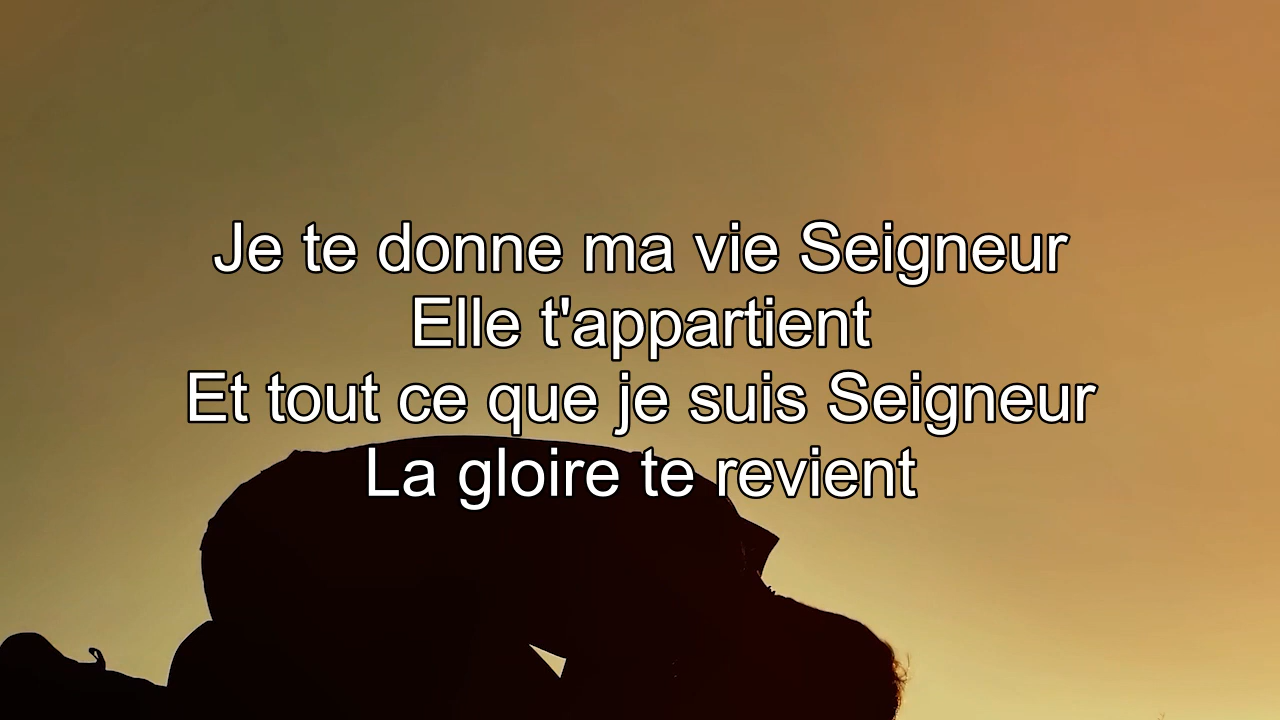 Je te donne ma vie Seigneur
Elle t'appartient
Et tout ce que je suis Seigneur
La gloire te revient